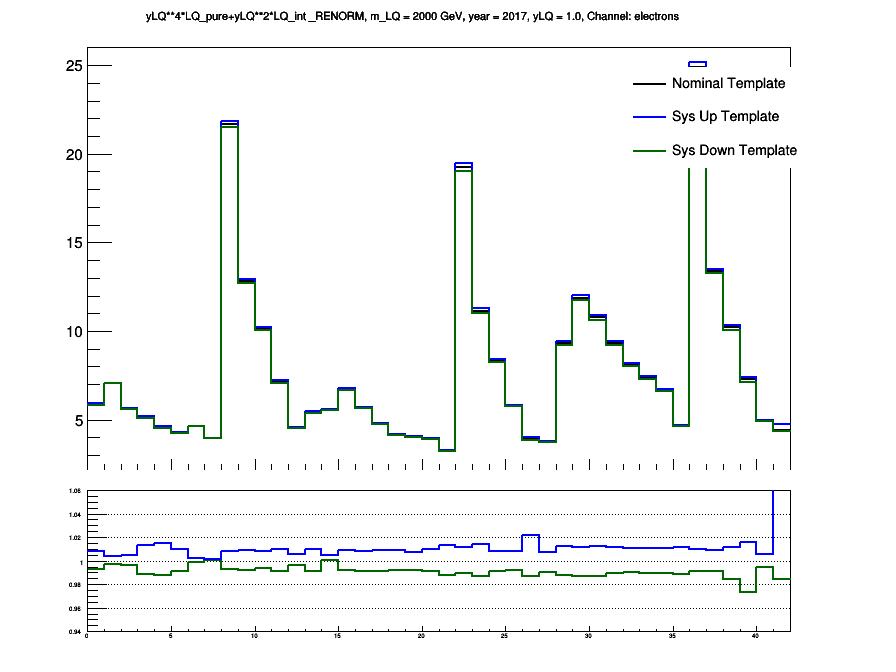 yLQ**4*LQ_pure+yLQ**2*LQ_int _RENORM, m_LQ = 2000 GeV, year = 2017, yLQ = 1.0, Channel: electrons
25
Nominal Template
Sys Up Template
Sys Down Template
20
15
10
5
1.06
1.04
1.02
1
0.98
0.96
0.94
0 5 10 15 20 25 30 35 40